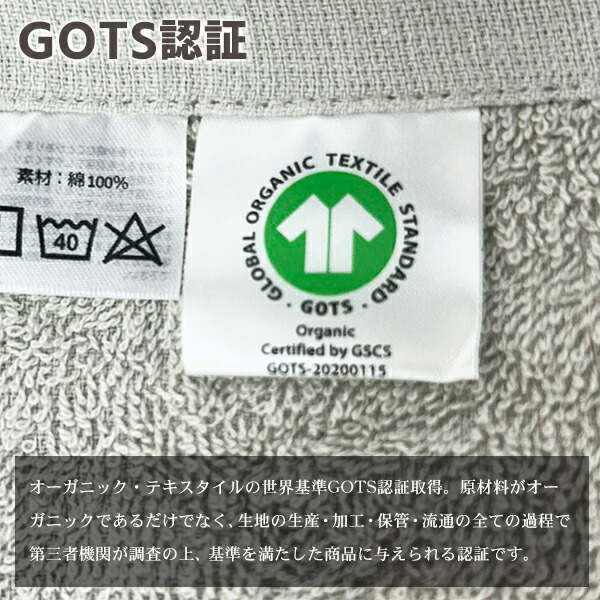 GOTS認証
素材：綿100%
40
GLOBAL ORGANIC TEXTILE STANDARD · GOTS ·
Organic
Certified by GSCS
GOTS-20200115
オーガニック・テキスタイルの世界基準GOTS認証取得。原材料がオー
ガニックであるだけでなく、生地の生産・加工・保管・流通の全ての過程で
第三者機関が調査の上、基準を満たした商品に与えられる認証です。